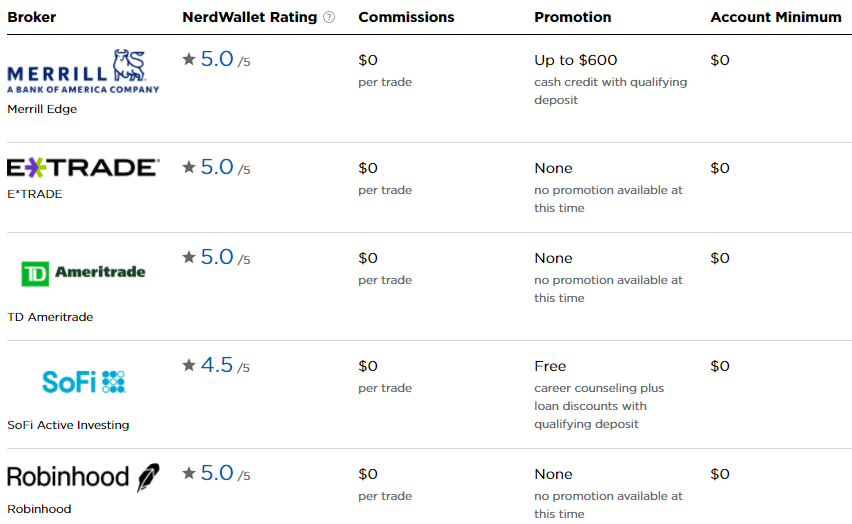 Broker NerdWallet Rating ? Commissions Promotion Account Minimum
MERRILL
A BANK OF AMERICA COMPANY
Merrill Edge
5.0 /5
$0
per trade
Up to $600
cash credit with qualifying
deposit
$0
E*TRADE
E*TRADE
5.0 /5
$0
per trade
None
no promotion available at
this time
$0
TD Ameritrade
TD Ameritrade
5.0 /5
$0
per trade
None
no promotion available at
this time
$0
SoFi
SoFi Active Investing
4.5 /5
$0
per trade
Free
career counseling plus
loan discounts with
qualifying deposit
$0
Robinhood
Robinhood
5.0 /5
$0
per trade
None
no promotion available at
this time
$0